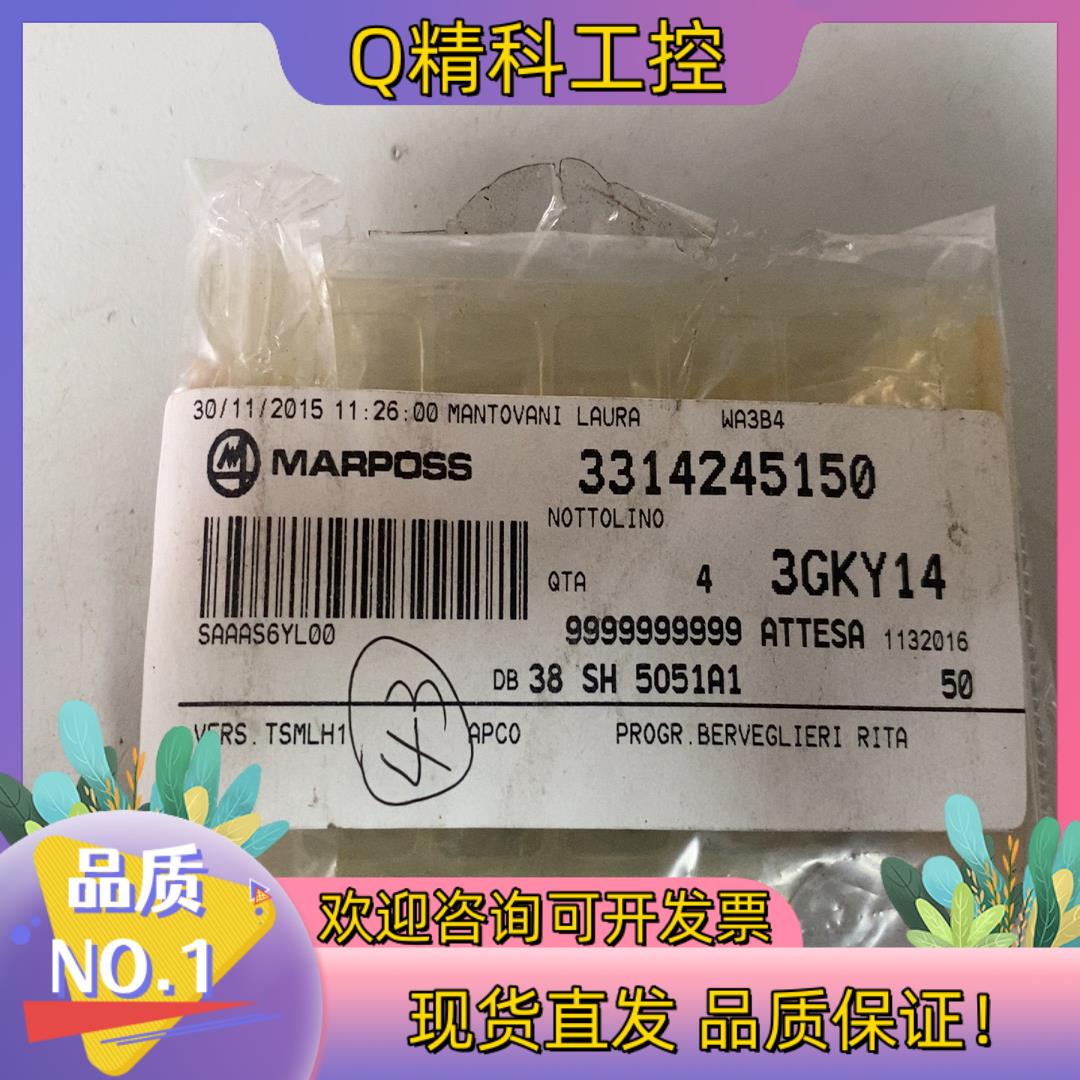 Q精科工控
30/11/2015 11:26:00 MANTOVANI LAURA WA3B4
MARPOSS 3314245150
NOTTOLINO
QTA 4 3GKY14
SAAAS6YL00 9999999999 ATTESA 1132016
DB 38 SH 5051A1 50
VERS.TSMLH1 APCO PROGR.BERVEGLIERI RITA
品质
NO.1
欢迎咨询可开发票
现货直发 品质保证!